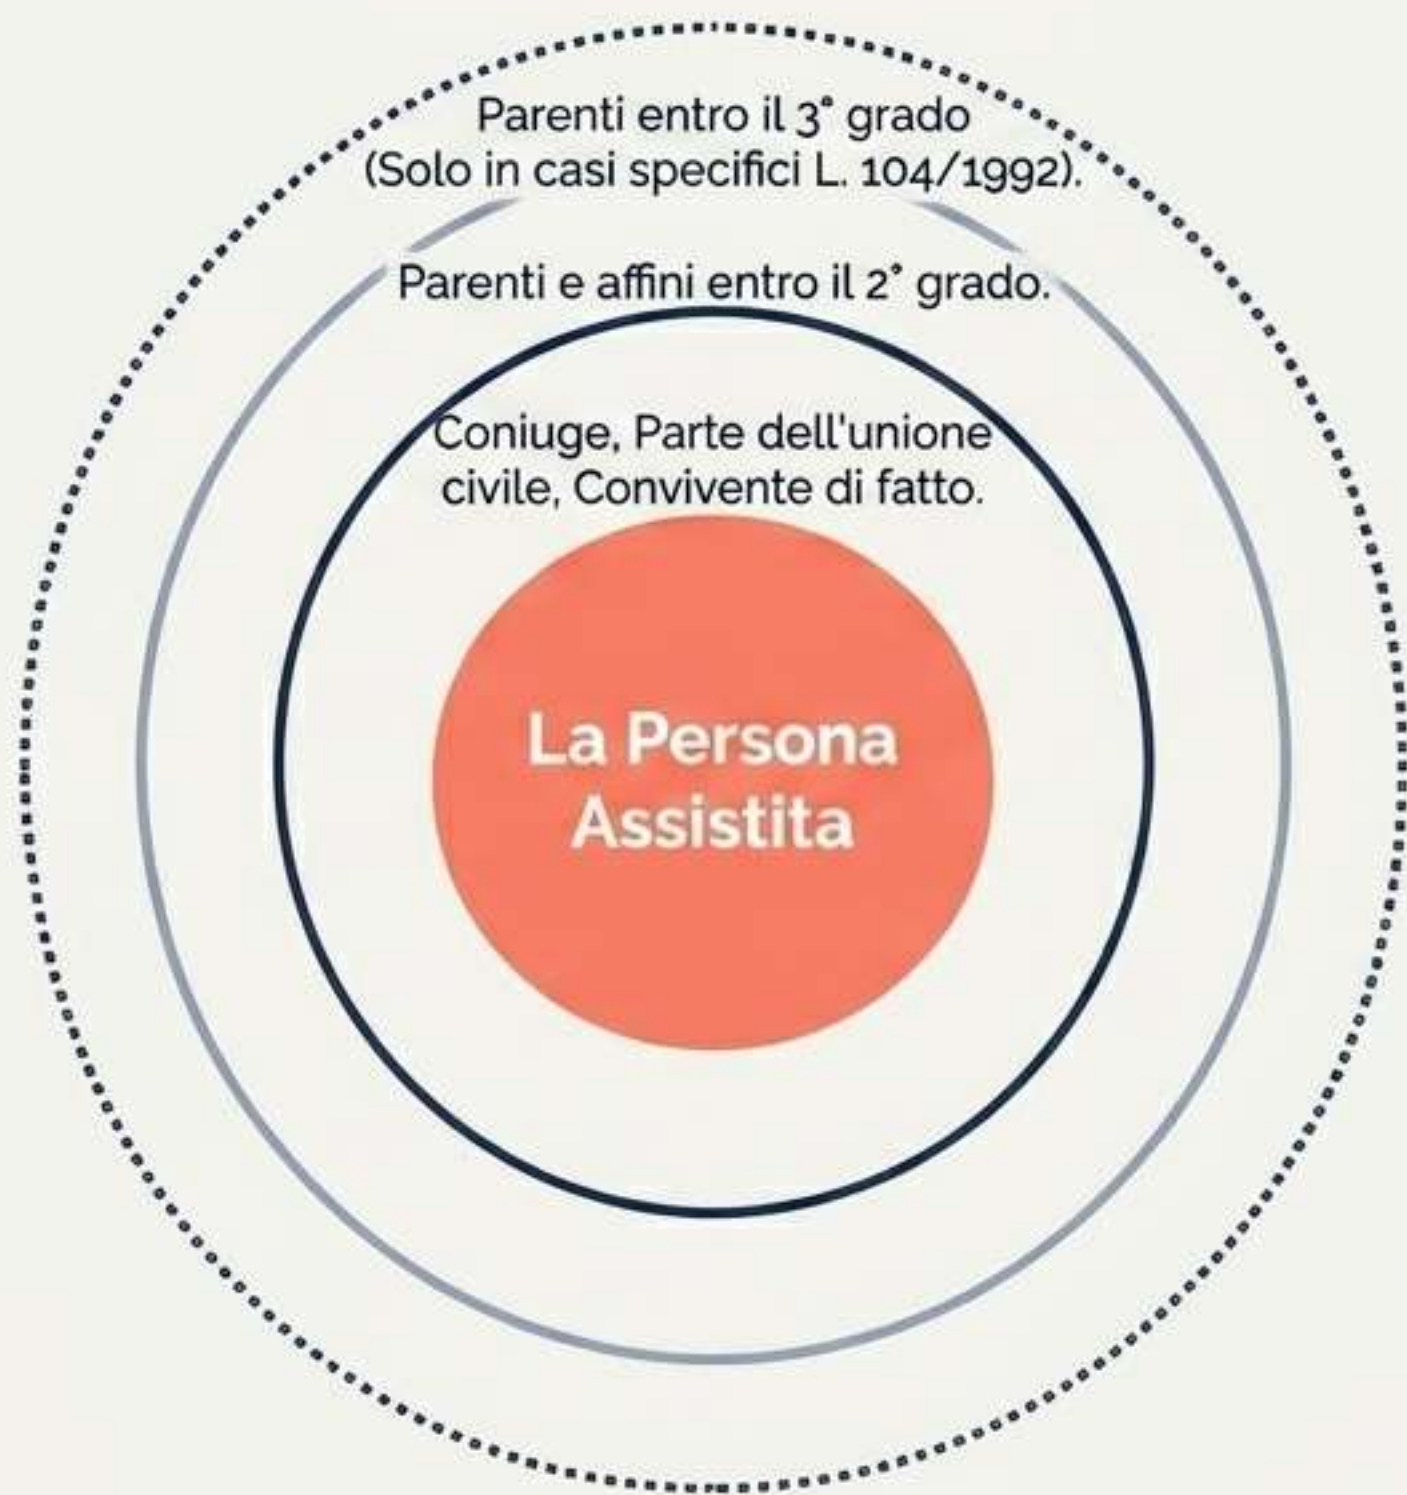 Parenti entro il 3° grado
(Solo in casi specifici L. 104/1992).
Parenti e affini entro il 2° grado.
Coniuge, Parte dell'unione
civile, Convivente di fatto.
La Persona
Assistita